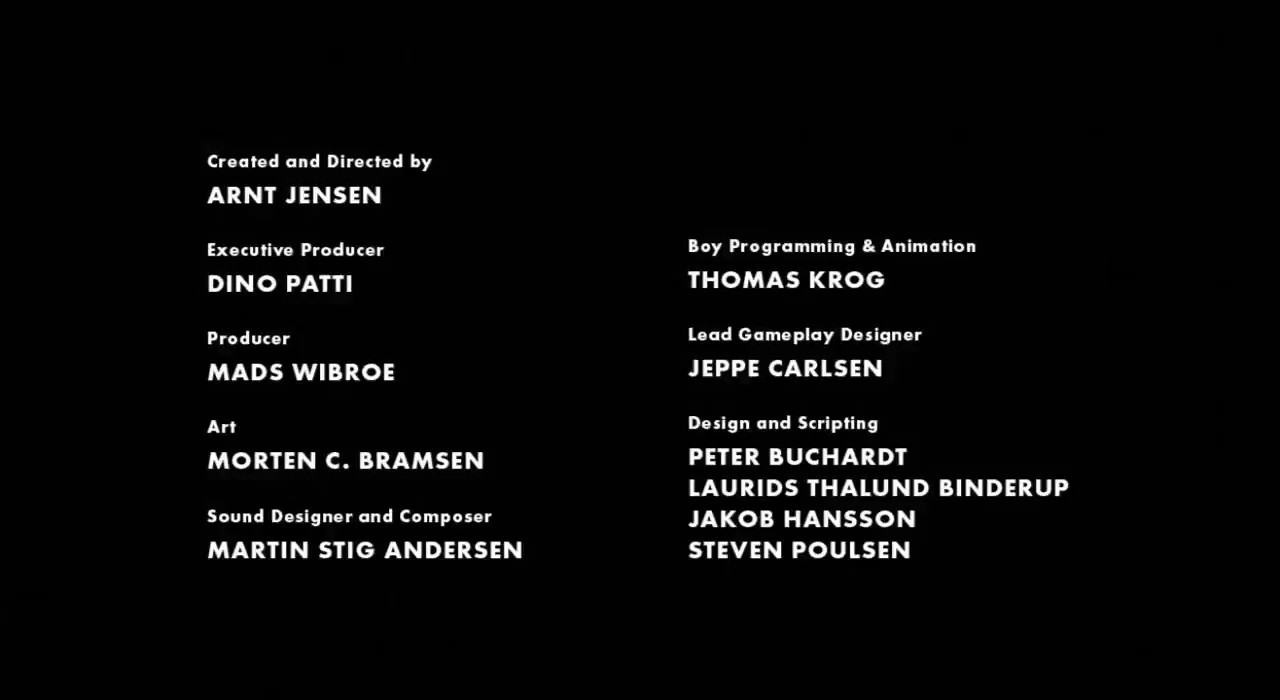 Created and Directed by
ARNT JENSEN
Executive Producer
DINO PATTI
Producer
MADS WIBROE
Art
MORTEN C. BRAMSEN
Sound Designer and Composer
MARTIN STIG ANDERSEN
Boy Programming & Animation
THOMAS KROG
Lead Gameplay Designer
JEPPE CARLSEN
Design and Scripting
PETER BUCHARDT
LAURIDS THALUND BINDERUP
JAKOB HANSSON
STEVEN POULSEN